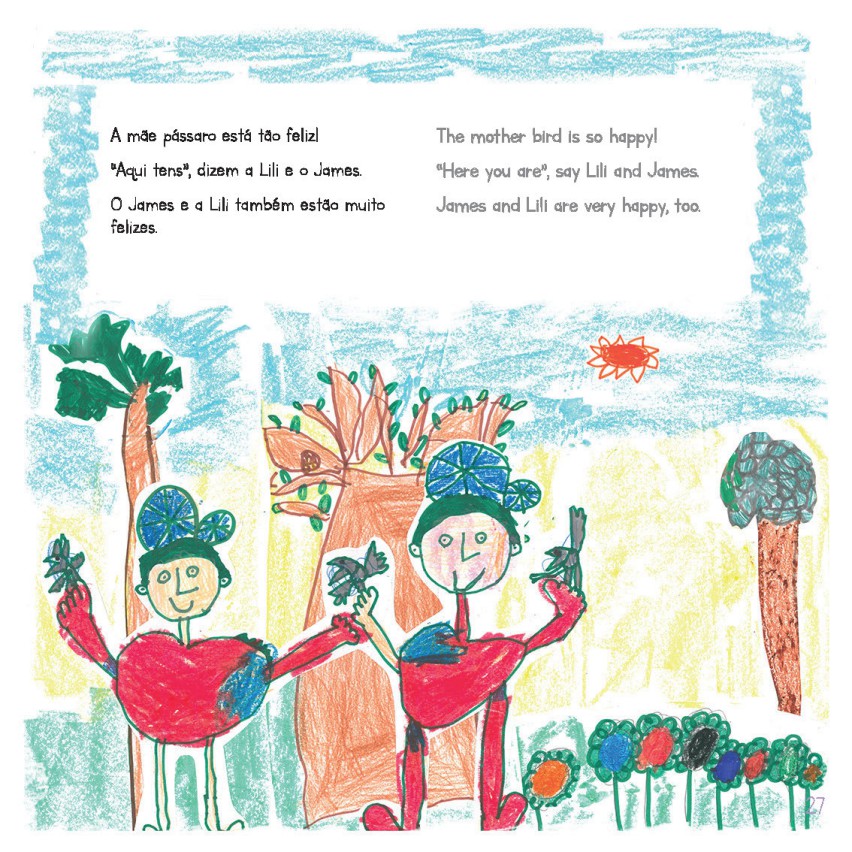 A mãe pássaro está tão feliz!
"Aqui tens", dizem a Lili e o James.
O James e a Lili também estão muito
felizes.
The mother bird is so happy!
"Here you are", say Lili and James.
James and Lili are very happy, too.
27